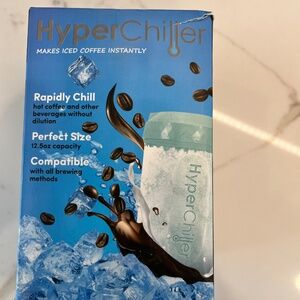 HyperChiller
MAKES ICED COFFEE INSTANTLY
Rapidly Chill
hot coffee and other
beverages without
dilution
Perfect Size
12.5oz capacity
Compatible
with all brewing
methods
HyperChiller